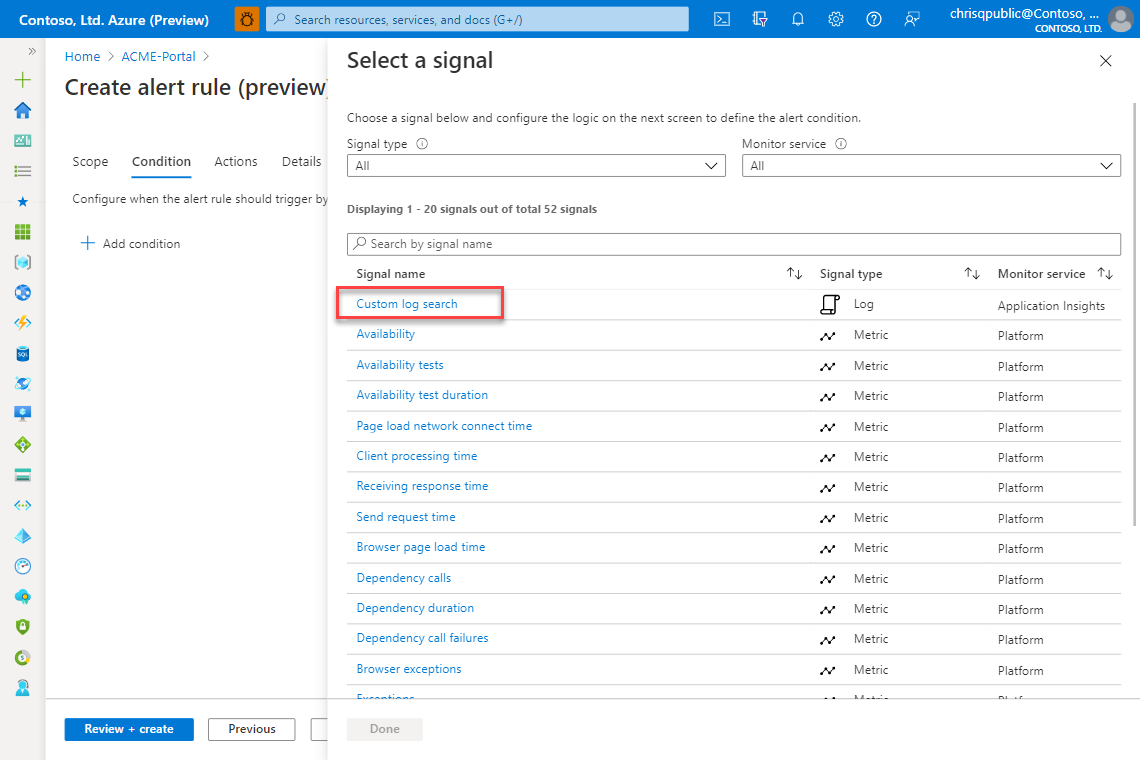 Contoso, Ltd. Azure (Preview)
Search resources, services, and docs (G+/)
chrisqpublic@Contoso, ...
CONTOSO, LTD.
Home > ACME-Portal >
Create alert rule (preview)
Scope Condition Actions Details
Configure when the alert rule should trigger by
+ Add condition
Review + create Previous
Select a signal
Choose a signal below and configure the logic on the next screen to define the alert condition.
Signal type Monitor service
All All
Displaying 1 - 20 signals out of total 52 signals
Search by signal name
Signal name Signal type Monitor service
Custom log search Log Application Insights
Availability Metric Platform
Availability tests Metric Platform
Availability test duration Metric Platform
Page load network connect time Metric Platform
Client processing time Metric Platform
Receiving response time Metric Platform
Send request time Metric Platform
Browser page load time Metric Platform
Dependency calls Metric Platform
Dependency duration Metric Platform
Dependency call failures Metric Platform
Browser exceptions Metric Platform
Exceptions Metric Platform
Done